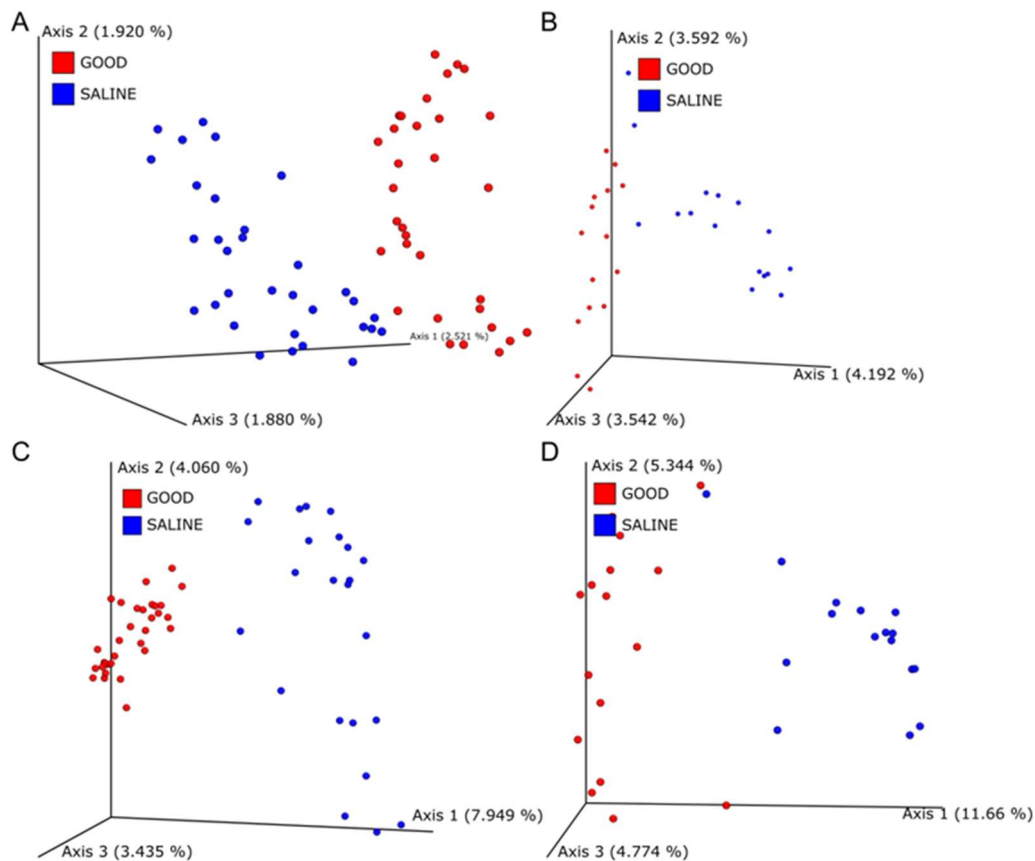 A
Axis 2 (1.920 %)
GOOD
SALINE
Axis 1 (2.521 %)
Axis 3 (1.880 %)
B
Axis 2 (3.592 %)
GOOD
SALINE
Axis 1 (4.192 %)
Axis 3 (3.542 %)
C
Axis 2 (4.060 %)
GOOD
SALINE
Axis 1 (7.949 %)
Axis 3 (3.435 %)
D
Axis 2 (5.344 %)
GOOD
SALINE
Axis 1 (11.66 %)
Axis 3 (4.774 %)